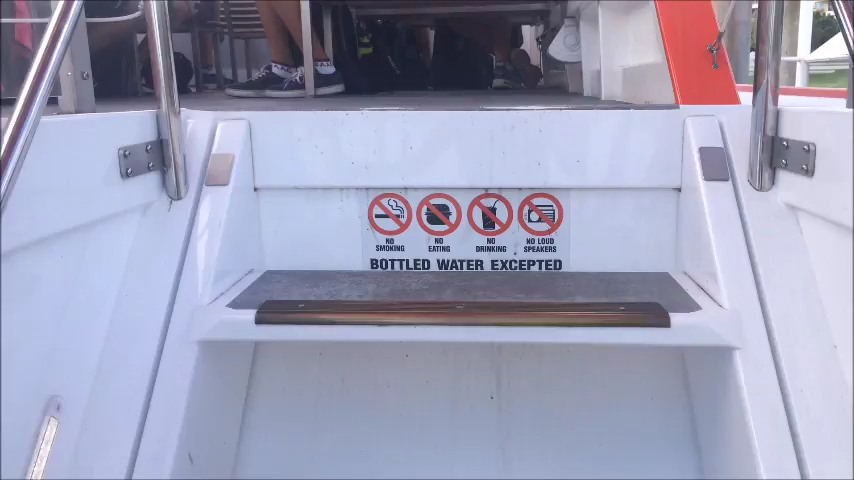 NO SMOKING
NO EATING
NO DRINKING
NO LOUD SPEAKERS
BOTTLED WATER EXCEPTED